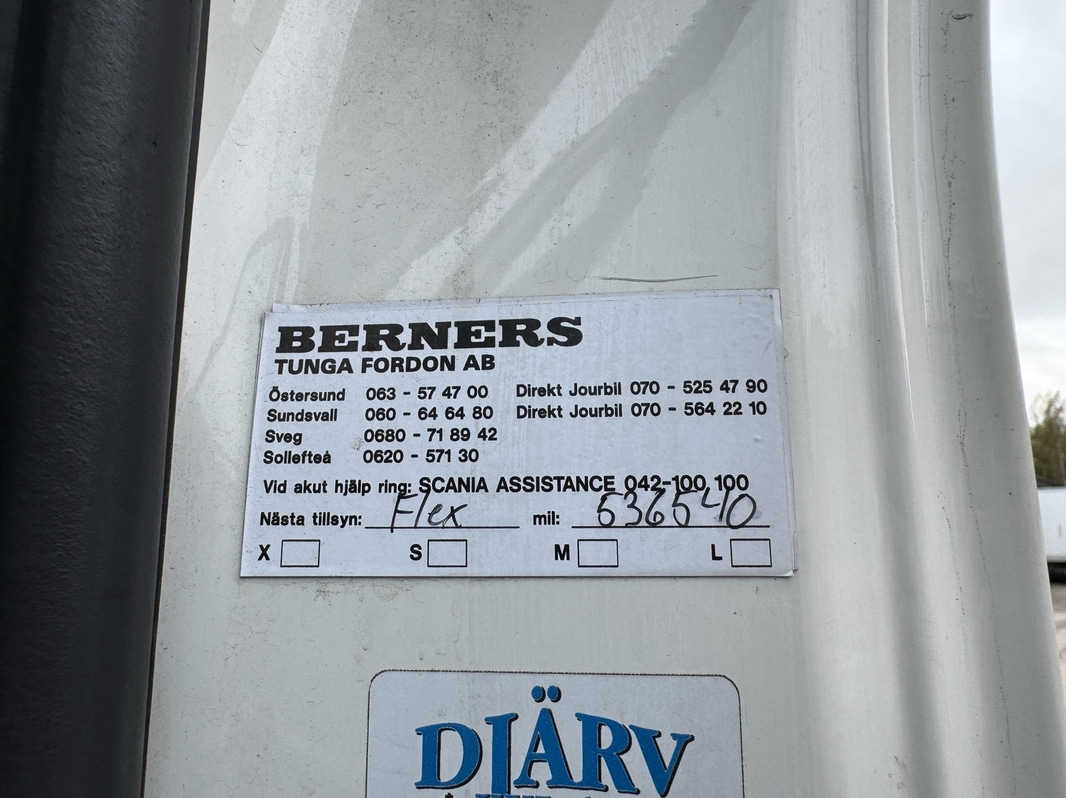 BERNERS
TUNGA FORDON AB
Östersund 063 - 57 47 00 Direkt Jourbil 070 - 525 47 90
Sundsvall 060 - 64 64 80 Direkt Jourbil 070 - 564 22 10
Sveg 0680 - 71 89 42
Sollefteå 0620 - 571 30
Vid akut hjälp ring: SCANIA ASSISTANCE 042-100 100
Nästa tillsyn: Flex mil: 536540
X S M L
DJÄRV